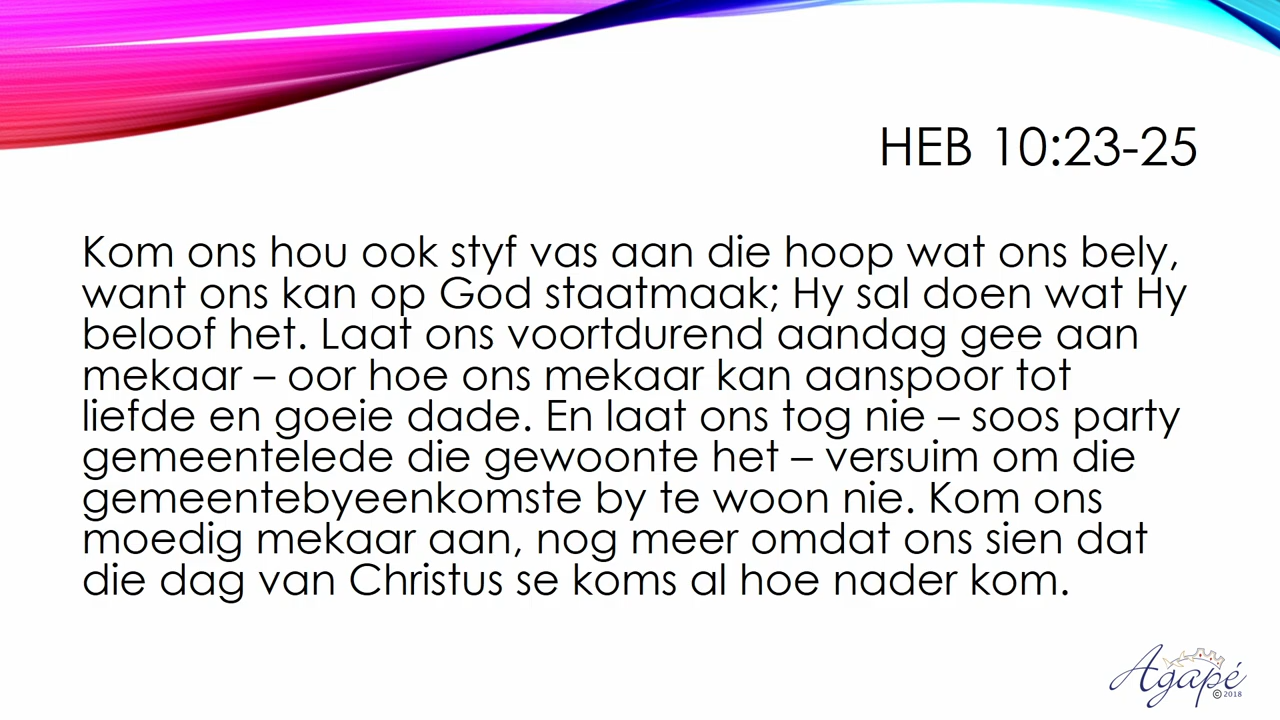 HEB 10:23-25
Kom ons hou ook styf vas aan die hoop wat ons bely,
want ons kan op God staatmaak; Hy sal doen wat Hy
beloof het. Laat ons voortdurend aandag gee aan
mekaar – oor hoe ons mekaar kan aanspoor tot
liefde en goeie dade. En laat ons tog nie – soos party
gemeentelede die gewoonte het – versuim om die
gemeentebyeenkomste by te woon nie. Kom ons
moedig mekaar aan, nog meer omdat ons sien dat
die dag van Christus se koms al hoe nader kom.
Agapé
© 2018